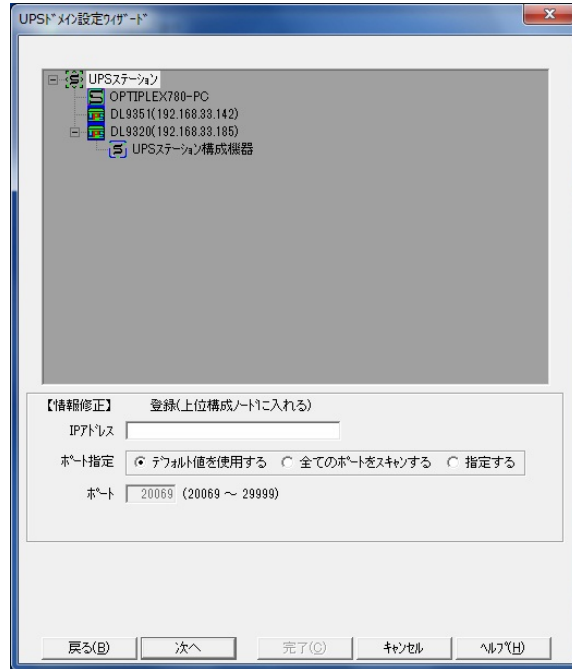 UPSﾄﾞﾒｲﾝ設定ｳｨｻﾞｰﾄﾞ
UPSｽﾃｰｼｮﾝ
OPTIPLEX780-PC
DL9351(192.168.33.142)
DL9320(192.168.33.185)
UPSｽﾃｰｼｮﾝ構成機器
【情報修正】 登録(上位構成ﾉｰﾄﾞに入れる)
IPｱﾄﾞﾚｽ
ﾎﾟｰﾄ指定 ﾃﾞﾌｫﾙﾄ値を使用する 全てのﾎﾟｰﾄをｽｷｬﾝする 指定する
ﾎﾟｰﾄ 20069 (20069 ～ 29999)
戻る(B) 次へ 完了(C) ｷｬﾝｾﾙ ﾍﾙﾌﾟ(H)